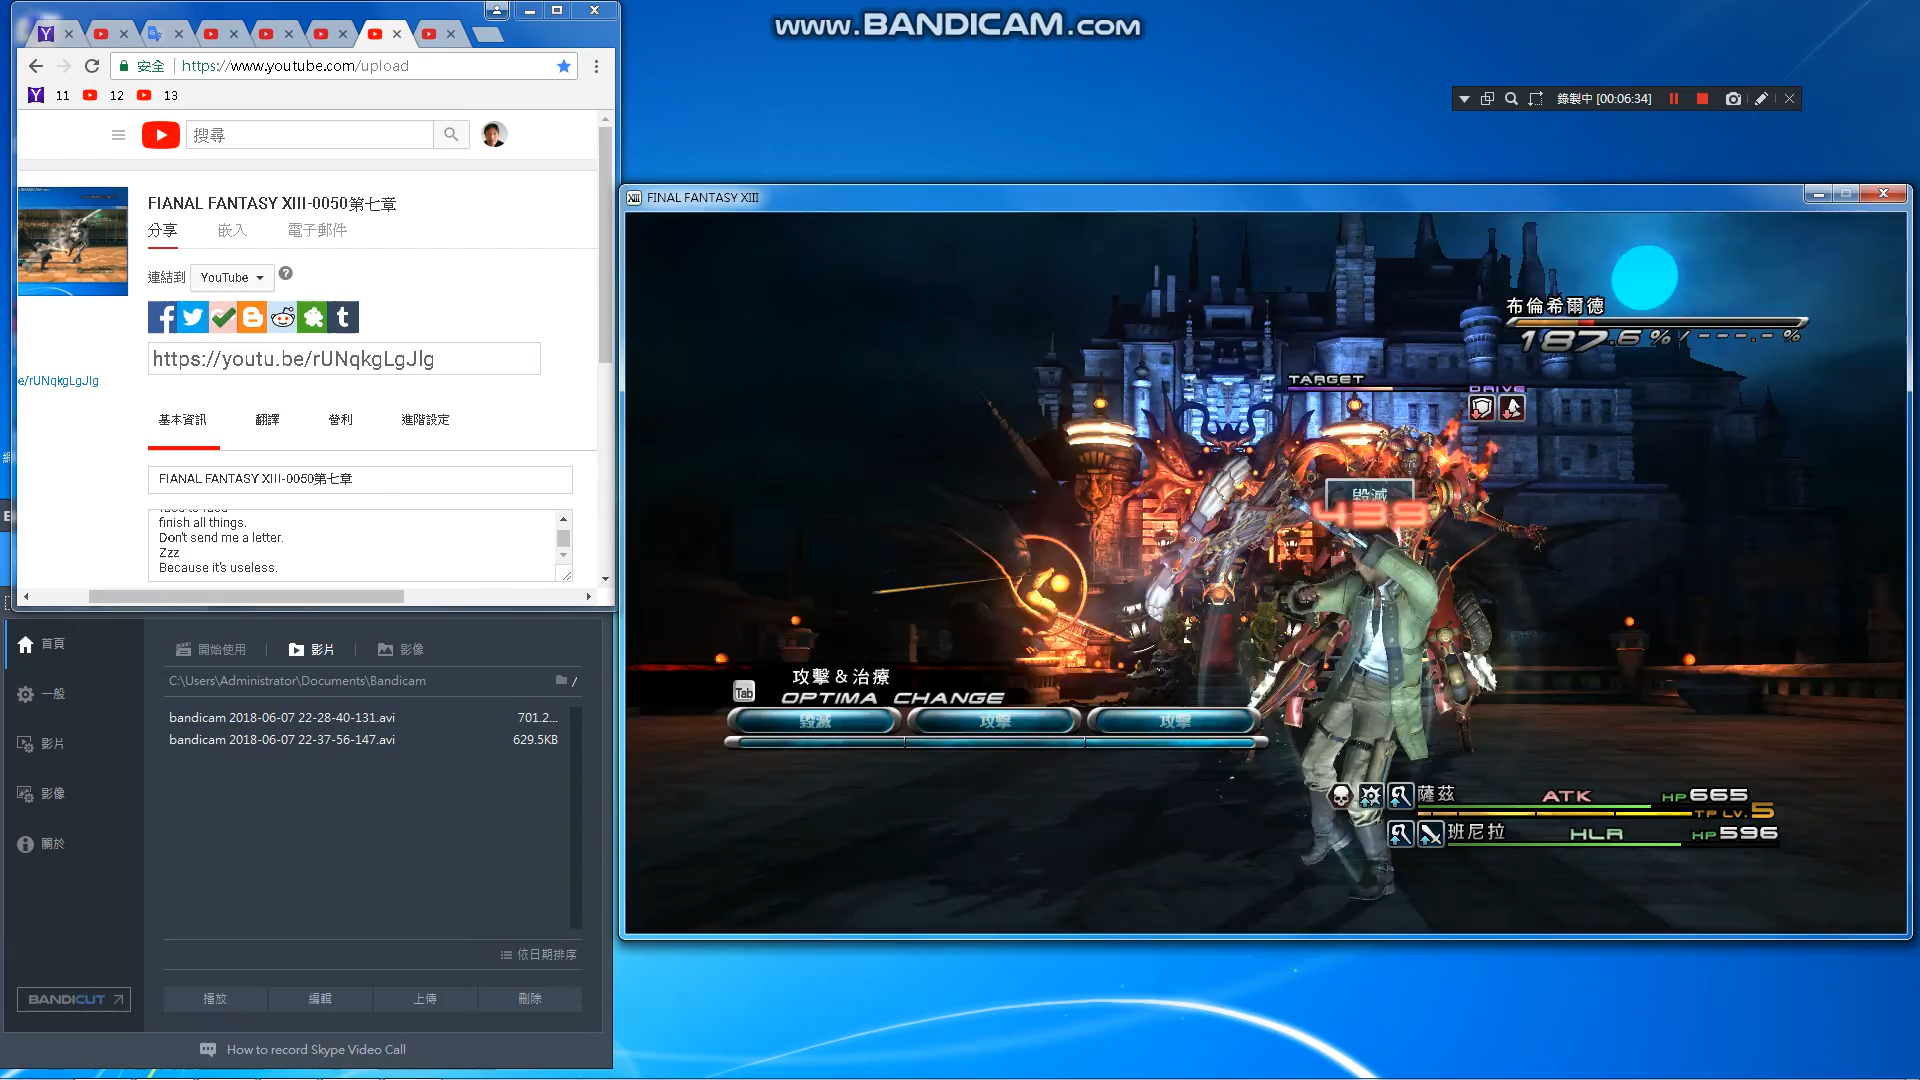 www.BANDICAM.com
安全
https://www.youtube.com/upload
11
12
13
搜尋
FIANAL FANTASY XIII-0050第七章
分享
嵌入
電子郵件
連結到
YouTube
https://youtu.be/rUNqkgLgJlg
e/rUNqkgLgJlg
基本資訊
翻譯
營利
進階設定
FIANAL FANTASY XIII-0050第七章
finish all things.
Don't send me a letter.
Zzz
Because it's useless.
首頁
一般
影片
影像
關於
開始使用
影片
影像
C:\Users\Administrator\Documents\Bandicam
/
bandicam 2018-06-07 22-28-40-131.avi
701.2...
bandicam 2018-06-07 22-37-56-147.avi
629.5KB
依日期排序
播放
編輯
上傳
刪除
BANDICUT
How to record Skype Video Call
錄製中 [00:06:34]
XIII
FINAL FANTASY XIII
布倫希爾德
187.6 % / ---.- %
TARGET
DRIVE
毀滅
439
攻擊&治療
Tab
OPTIMA CHANGE
毀滅
攻擊
攻擊
薩茲
ATK
HP 665
TP LV. 5
班尼拉
HLR
HP 596